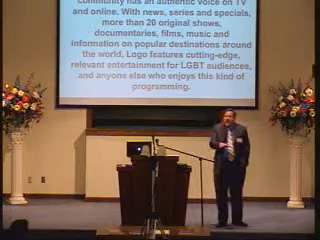 community has an authentic voice on TV
and online. With news, series and specials,
more than 20 original shows,
documentaries, films, music and
information on popular destinations around
the world, Logo features cutting-edge,
relevant entertainment for LGBT audiences,
and anyone else who enjoys this kind of
programming.